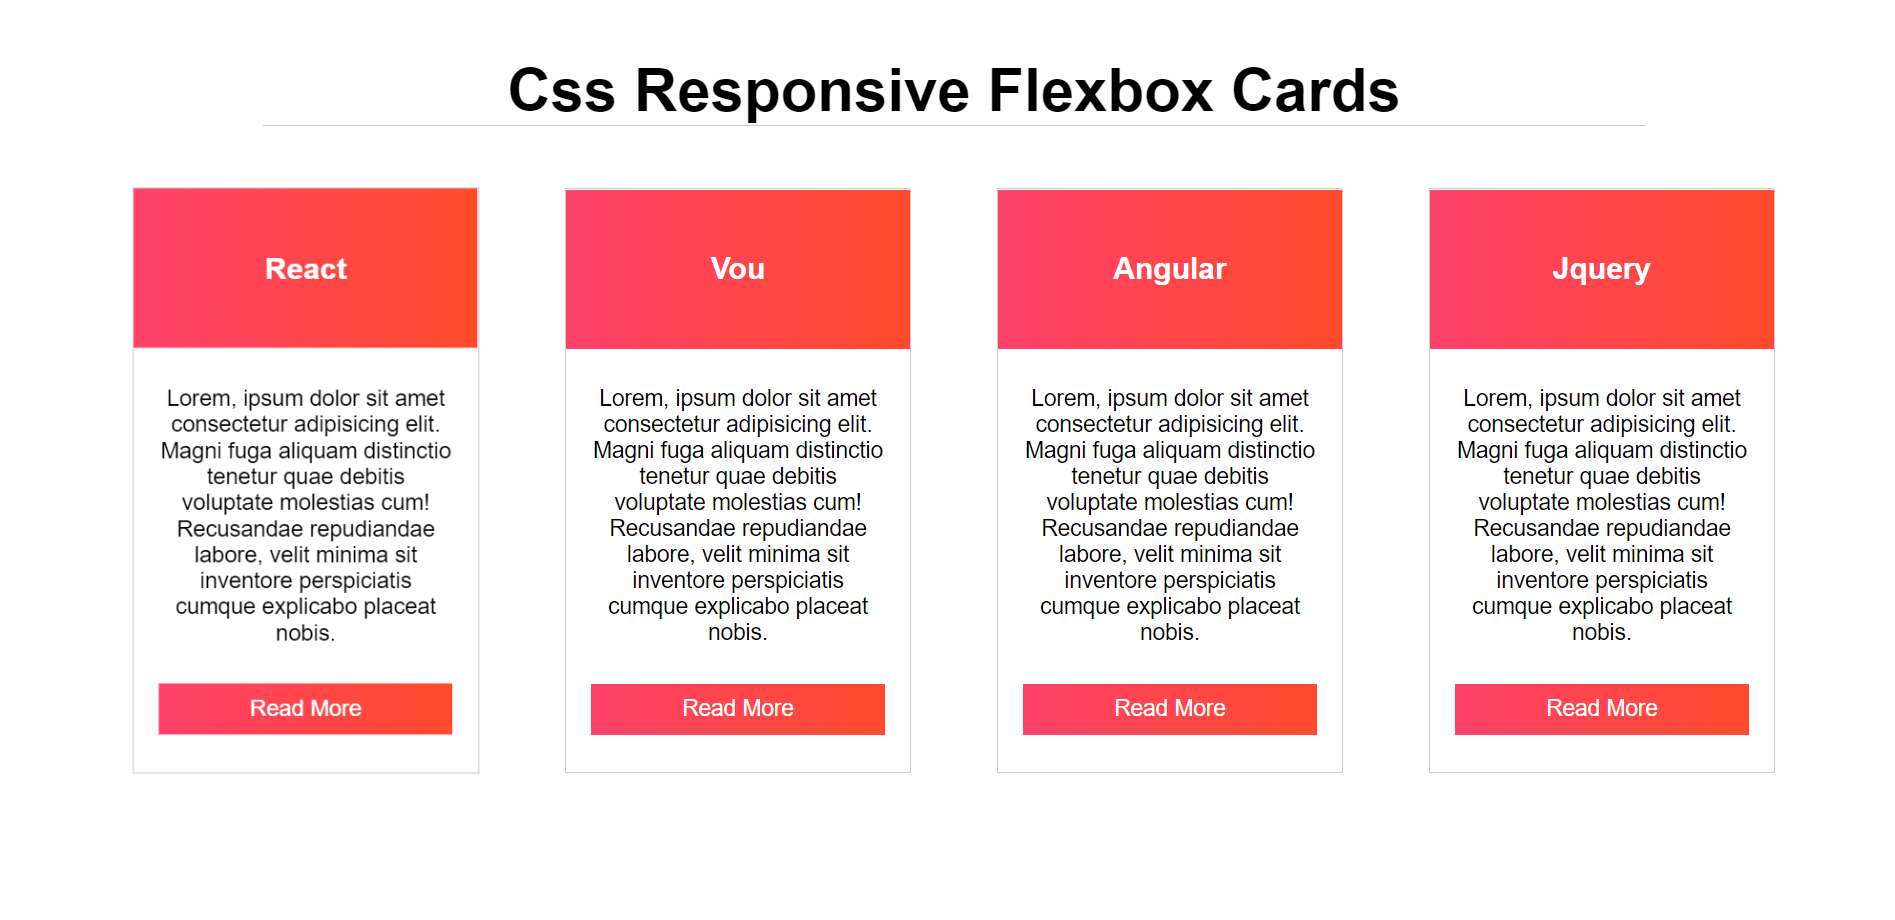 Css Responsive Flexbox Cards
React
Lorem, ipsum dolor sit amet
consectetur adipisicing elit.
Magni fuga aliquam distinctio
tenetur quae debitis
voluptate molestias cum!
Recusandae repudiandae
labore, velit minima sit
inventore perspiciatis
cumque explicabo placeat
nobis.
Read More
Vou
Lorem, ipsum dolor sit amet
consectetur adipisicing elit.
Magni fuga aliquam distinctio
tenetur quae debitis
voluptate molestias cum!
Recusandae repudiandae
labore, velit minima sit
inventore perspiciatis
cumque explicabo placeat
nobis.
Read More
Angular
Lorem, ipsum dolor sit amet
consectetur adipisicing elit.
Magni fuga aliquam distinctio
tenetur quae debitis
voluptate molestias cum!
Recusandae repudiandae
labore, velit minima sit
inventore perspiciatis
cumque explicabo placeat
nobis.
Read More
Jquery
Lorem, ipsum dolor sit amet
consectetur adipisicing elit.
Magni fuga aliquam distinctio
tenetur quae debitis
voluptate molestias cum!
Recusandae repudiandae
labore, velit minima sit
inventore perspiciatis
cumque explicabo placeat
nobis.
Read More